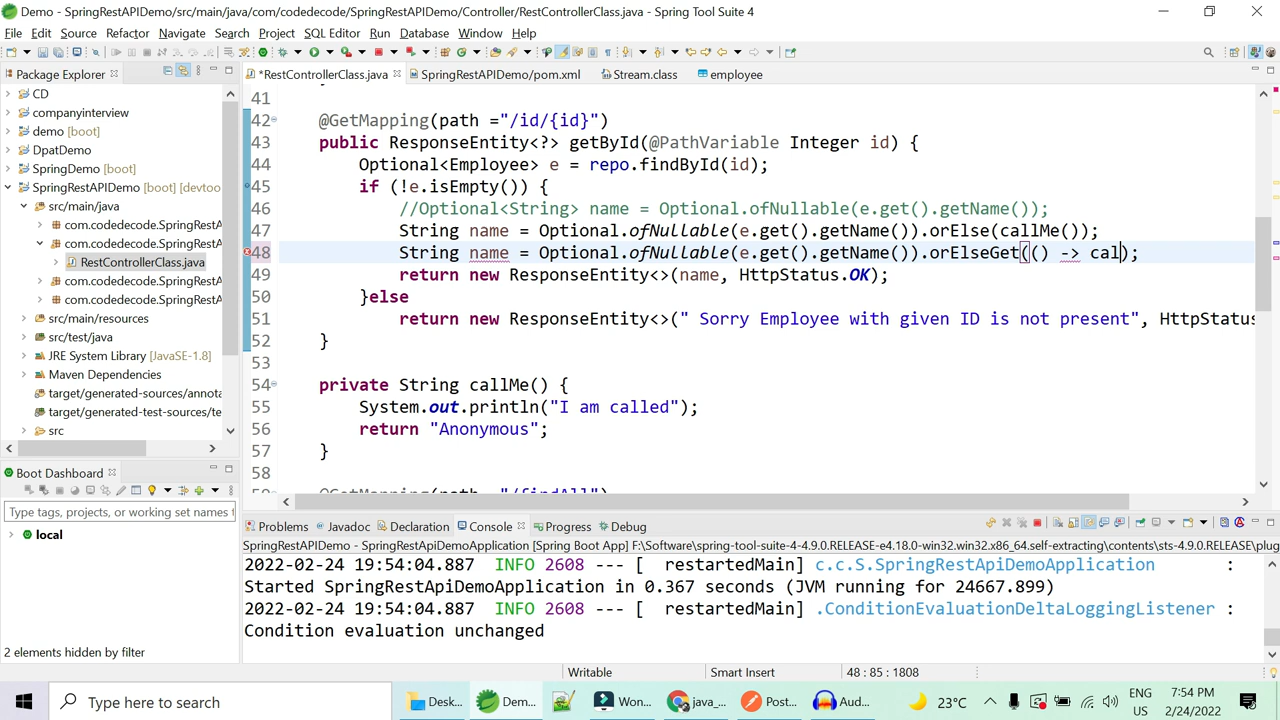 Demo - SpringRestAPIDemo/src/main/java/com/codedecode/SpringRestAPIDemo/Controller/RestControllerClass.java - Spring Tool Suite 4
File Edit Source Refactor Navigate Search Project SQL Editor Run Database Window Help
Package Explorer
*RestControllerClass.java
SpringRestAPIDemo/pom.xml
Stream.class
employee
CD
companyinterview
demo [boot]
DpatDemo
SpringDemo [boot]
SpringRestAPIDemo [boot] [devtoo
src/main/java
com.codedecode.SpringRestA
com.codedecode.SpringRestA
RestControllerClass.java
com.codedecode.SpringRestA
com.codedecode.SpringRestA
src/main/resources
src/test/java
JRE System Library [JavaSE-1.8]
Maven Dependencies
target/generated-sources/annota
target/generated-test-sources/te
src
41
42 @GetMapping(path ="/id/{id}")
43 public ResponseEntity<?> getById(@PathVariable Integer id) {
44 Optional<Employee> e = repo.findById(id);
45 if (!e.isEmpty()) {
46 //Optional<String> name = Optional.ofNullable(e.get().getName());
47 String name = Optional.ofNullable(e.get().getName()).orElse(callMe());
48 String name = Optional.ofNullable(e.get().getName()).orElseGet(() -> cal);
49 return new ResponseEntity<>(name, HttpStatus.OK);
50 }else
51 return new ResponseEntity<>(" Sorry Employee with given ID is not present", HttpStatus
52 }
53
54 private String callMe() {
55 System.out.println("I am called");
56 return "Anonymous";
57 }
58
Boot Dashboard
Type tags, projects, or working set names t
local
2 elements hidden by filter
Problems Javadoc Declaration Console Progress Debug
SpringRestAPIDemo - SpringRestApiDemoApplication [Spring Boot App] F:\Software\spring-tool-suite-4-4.9.0.RELEASE-e4.18.0-win32.win32.x86_64.self-extracting\contents\sts-4.9.0.RELEASE\plug
2022-02-24 19:54:04.887 INFO 2608 --- [ restartedMain] c.c.S.SpringRestApiDemoApplication :
Started SpringRestApiDemoApplication in 0.367 seconds (JVM running for 24667.899)
2022-02-24 19:54:04.887 INFO 2608 --- [ restartedMain] .ConditionEvaluationDeltaLoggingListener :
Condition evaluation unchanged
Writable Smart Insert 48 : 85 : 1808
Type here to search
Desk... Dem... Won... java_... Post... Aud...
23°C
ENG
US
7:54 PM
2/24/2022